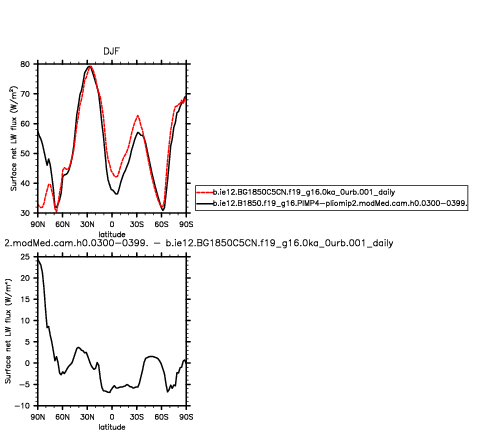 DJF
Surface net LW flux (W/m²)
80
70
60
50
40
30
90N 60N 30N 0 30S 60S 90S
latitude
b.ie12.BG1850C5CN.f19_g16.0ka_0urb.001_daily
b.ie12.B1850.f19_g16.PIMP4-pliomip2.modMed.cam.h0.0300-0399.
2.modMed.cam.h0.0300-0399. - b.ie12.BG1850C5CN.f19_g16.0ka_0urb.001_daily
Surface net LW flux (W/m²)
25
20
15
10
5
0
-5
-10
90N 60N 30N 0 30S 60S 90S
latitude